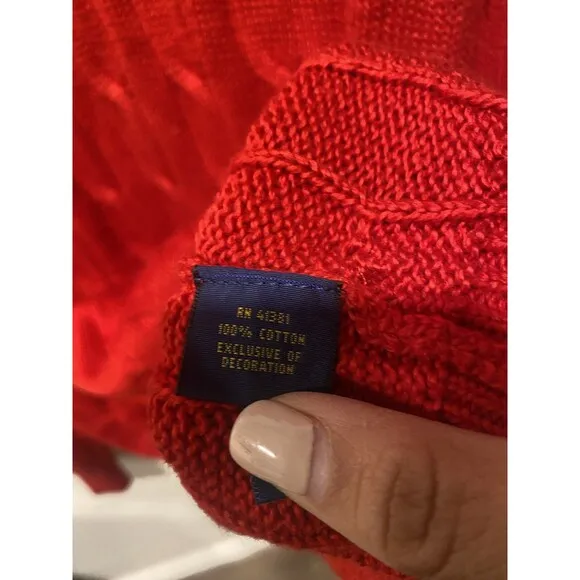 RN 41381
100% COTTON
EXCLUSIVE OF
DECORATION